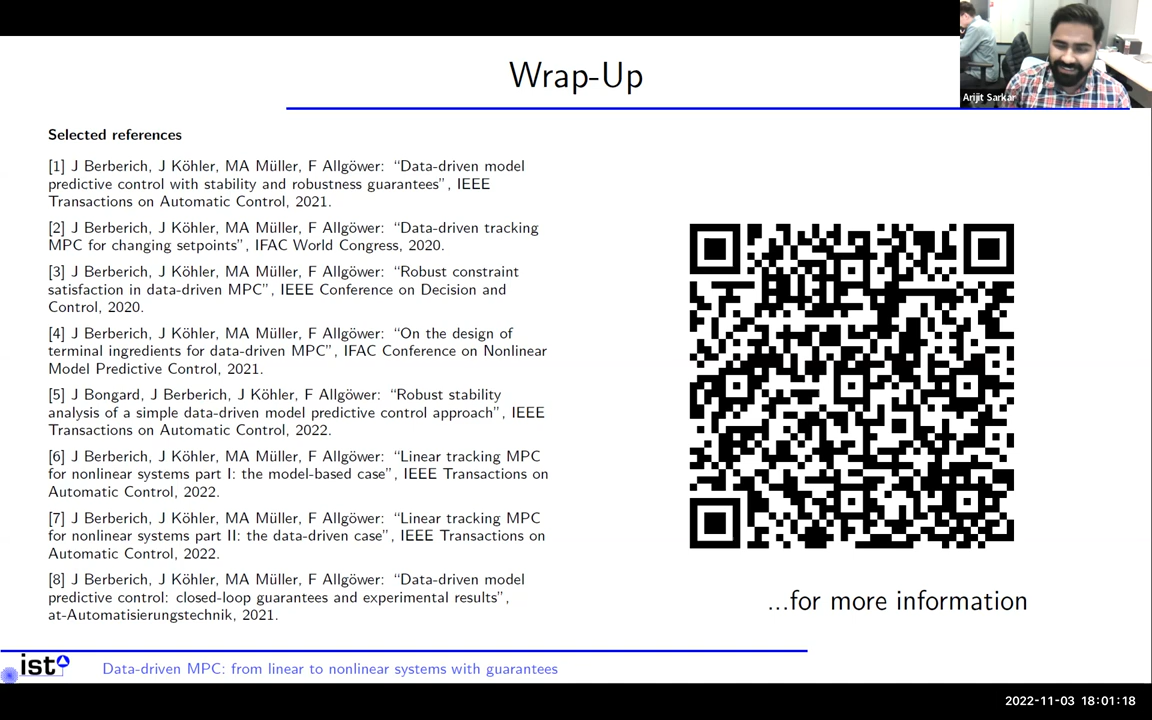 Wrap-Up
Arijit Sarkar
Selected references
[1] J Berberich, J Köhler, MA Müller, F Allgöwer: “Data-driven model
predictive control with stability and robustness guarantees”, IEEE
Transactions on Automatic Control, 2021.
[2] J Berberich, J Köhler, MA Müller, F Allgöwer: “Data-driven tracking
MPC for changing setpoints”, IFAC World Congress, 2020.
[3] J Berberich, J Köhler, MA Müller, F Allgöwer: “Robust constraint
satisfaction in data-driven MPC”, IEEE Conference on Decision and
Control, 2020.
[4] J Berberich, J Köhler, MA Müller, F Allgöwer: “On the design of
terminal ingredients for data-driven MPC”, IFAC Conference on Nonlinear
Model Predictive Control, 2021.
[5] J Bongard, J Berberich, J Köhler, F Allgöwer: “Robust stability
analysis of a simple data-driven model predictive control approach”, IEEE
Transactions on Automatic Control, 2022.
[6] J Berberich, J Köhler, MA Müller, F Allgöwer: “Linear tracking MPC
for nonlinear systems part I: the model-based case”, IEEE Transactions on
Automatic Control, 2022.
[7] J Berberich, J Köhler, MA Müller, F Allgöwer: “Linear tracking MPC
for nonlinear systems part II: the data-driven case”, IEEE Transactions on
Automatic Control, 2022.
[8] J Berberich, J Köhler, MA Müller, F Allgöwer: “Data-driven model
predictive control: closed-loop guarantees and experimental results”,
at-Automatisierungstechnik, 2021.
...for more information
ist
Data-driven MPC: from linear to nonlinear systems with guarantees
2022-11-03 18:01:18